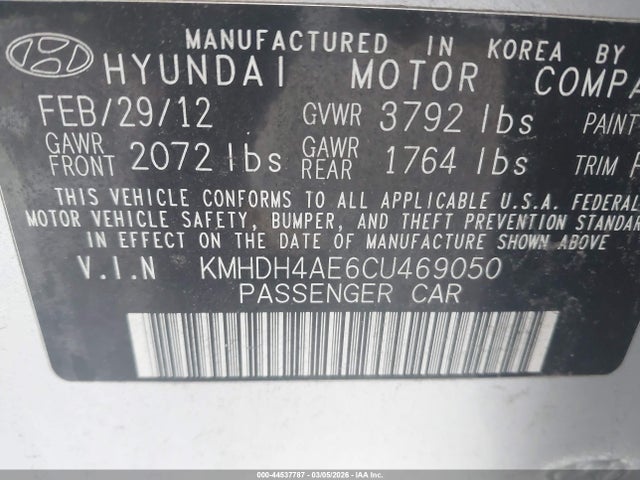 MANUFACTURED IN KOREA BY
HYUNDAI MOTOR COMPA
FEB/29/12 GVWR 3792 lbs PAINT
GAWR FRONT 2072 lbs GAWR REAR 1764 lbs TRIM
THIS VEHICLE CONFORMS TO ALL APPLICABLE U.S.A. FEDERAL
MOTOR VEHICLE SAFETY, BUMPER, AND THEFT PREVENTION STANDAR
IN EFFECT ON THE DATE OF MANUFACTURE SHOWN ABOVE
V.I.N KMHDH4AE6CU469050
PASSENGER CAR
000-44537787 - 03/05/2026 - © IAA, Inc.